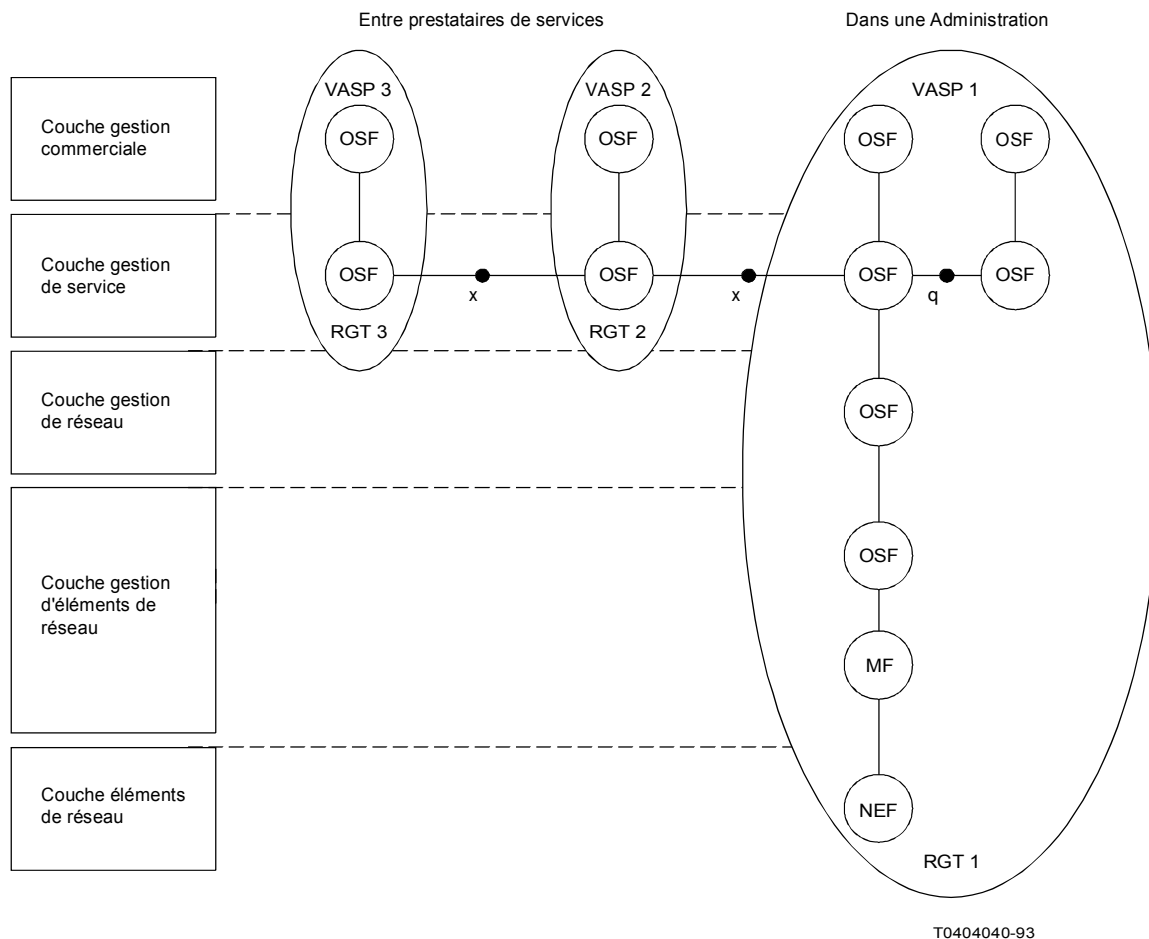 Entre prestataires de services
Dans une Administration
Couche gestion
commerciale
VASP 3
VASP 2
VASP 1
OSF
OSF
OSF
OSF
Couche gestion
de service
OSF
x
OSF
x
OSF
q
OSF
RGT 3
RGT 2
Couche gestion
de réseau
OSF
Couche gestion
d'éléments de
réseau
OSF
MF
Couche éléments
de réseau
NEF
RGT 1
T0404040-93